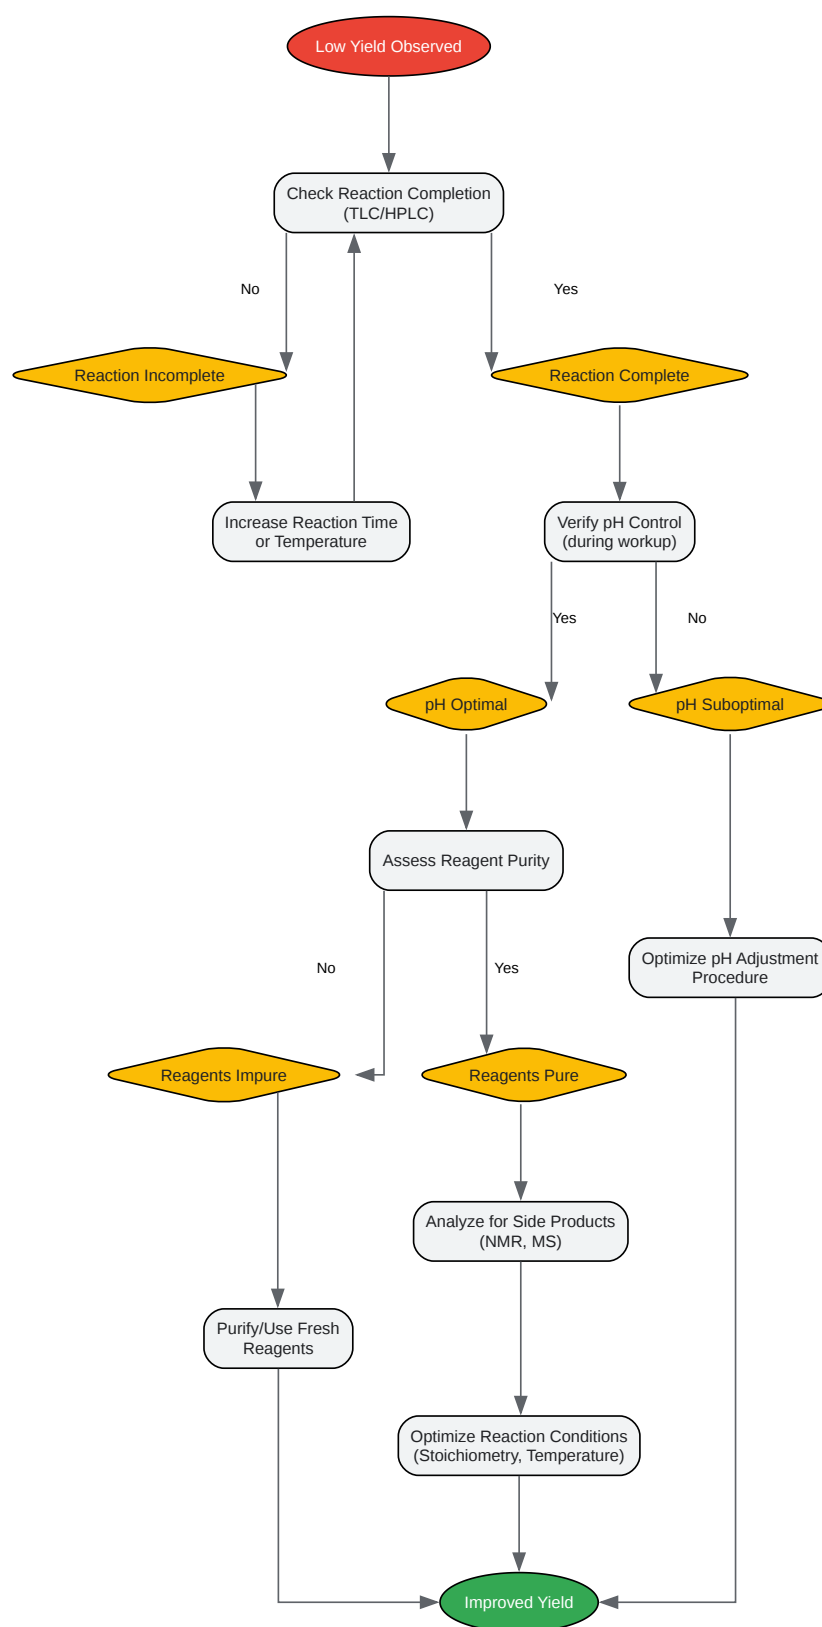 Low Yield Observed
Check Reaction Completion
(TLC/HPLC)
No
Yes
Reaction Incomplete
Reaction Complete
Increase Reaction Time
or Temperature
Verify pH Control
(during workup)
Yes
No
pH Optimal
pH Suboptimal
Assess Reagent Purity
Optimize pH Adjustment
Procedure
No
Yes
Reagents Impure
Reagents Pure
Analyze for Side Products
(NMR, MS)
Purify/Use Fresh
Reagents
Optimize Reaction Conditions
(Stoichiometry, Temperature)
Improved Yield